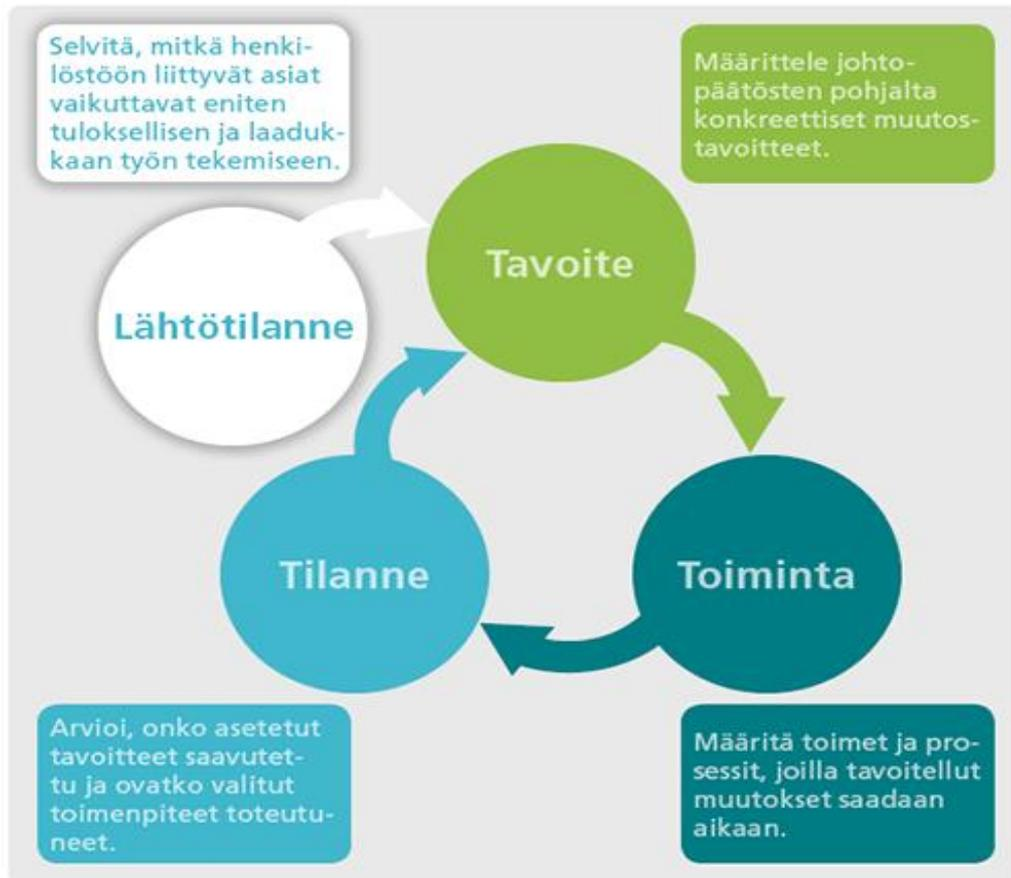 Selvitä, mitkä henki-
löstöön liittyvät asiat
vaikuttavat eniten
tuloksellisen ja laaduk-
kaan työn tekemiseen.
Määrittele johto-
päätösten pohjalta
konkreettiset muutos-
tavoitteet.
Tavoite
Lähtötilanne
Tilanne
Toiminta
Arvioi, onko asetetut
tavoitteet saavutet-
tu ja ovatko valitut
toimenpiteet toteutu-
neet.
Määritä toimet ja pro-
sessit, joilla tavoitellut
muutokset saadaan
aikaan.